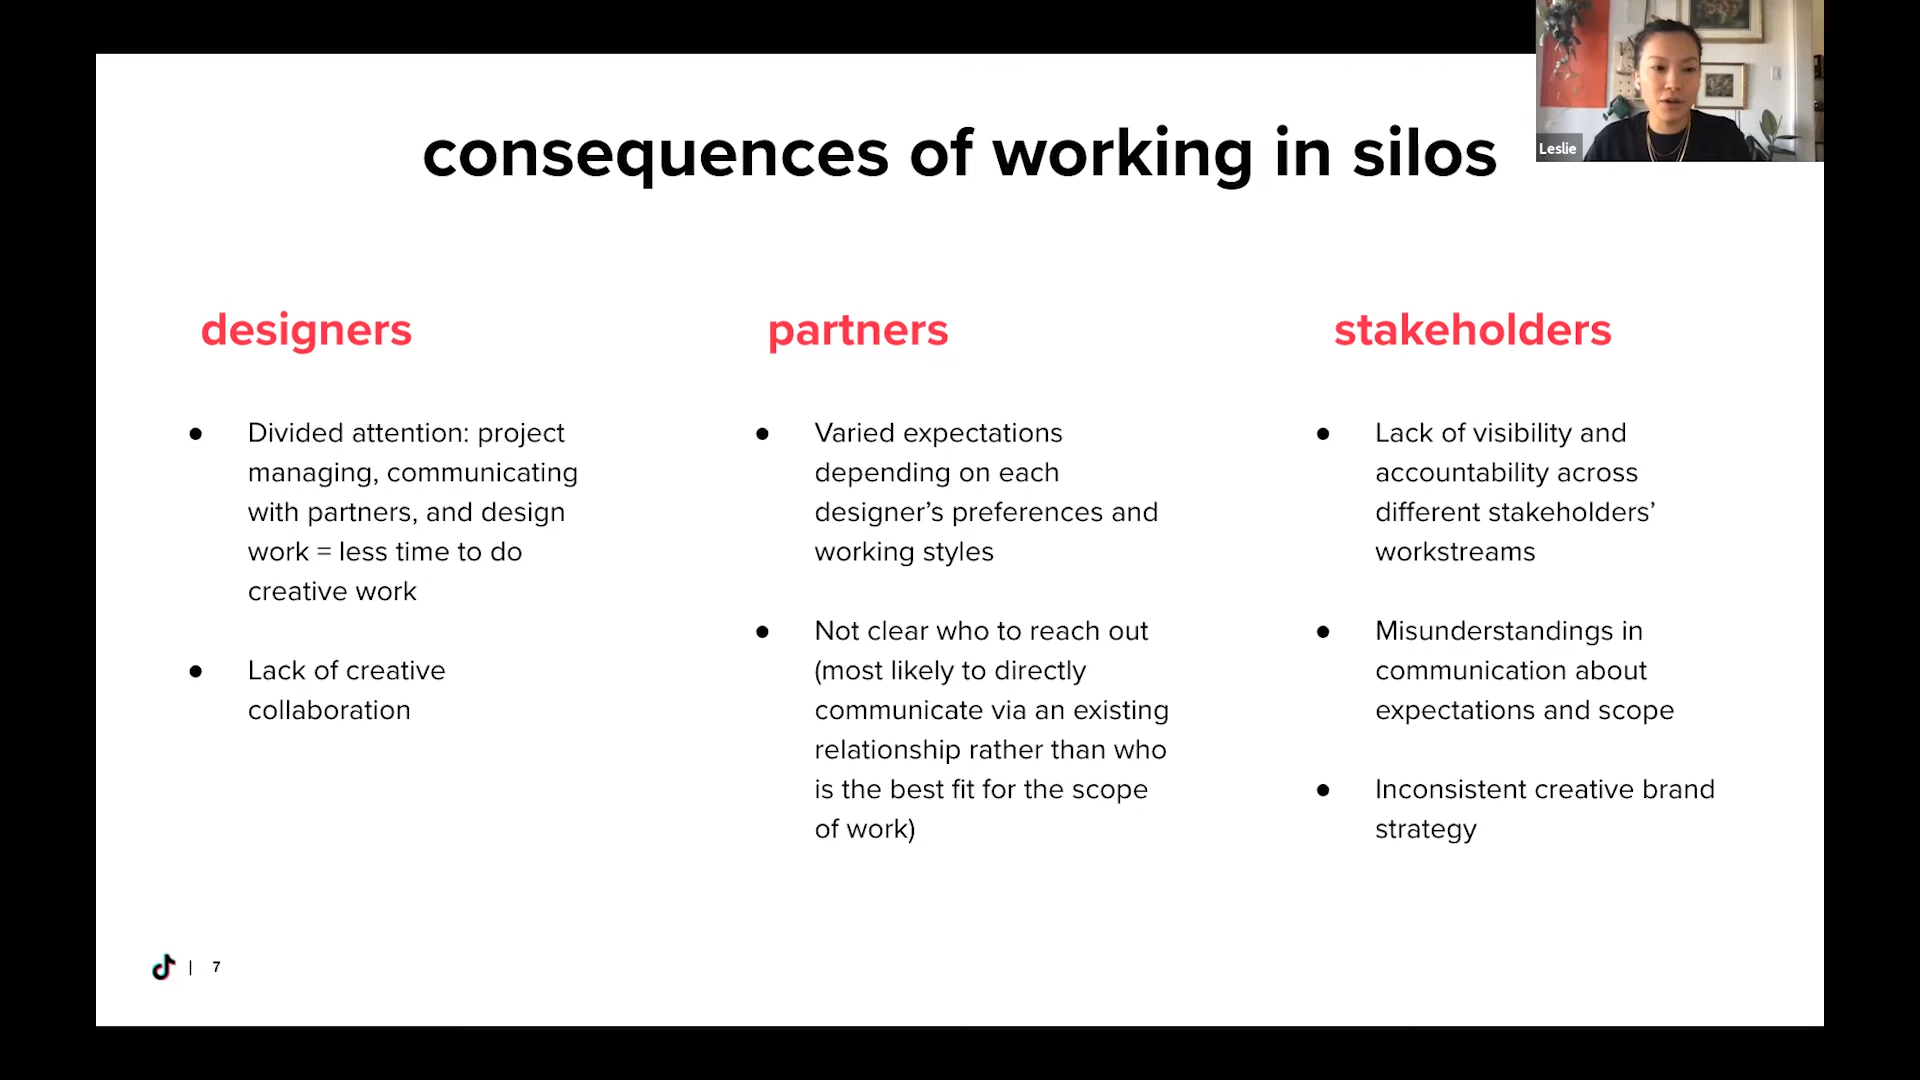 consequences of working in silos
Leslie
designers
Divided attention: project
managing, communicating
with partners, and design
work = less time to do
creative work
Lack of creative
collaboration
partners
Varied expectations
depending on each
designer’s preferences and
working styles
Not clear who to reach out
(most likely to directly
communicate via an existing
relationship rather than who
is the best fit for the scope
of work)
stakeholders
Lack of visibility and
accountability across
different stakeholders’
workstreams
Misunderstandings in
communication about
expectations and scope
Inconsistent creative brand
strategy
| 7